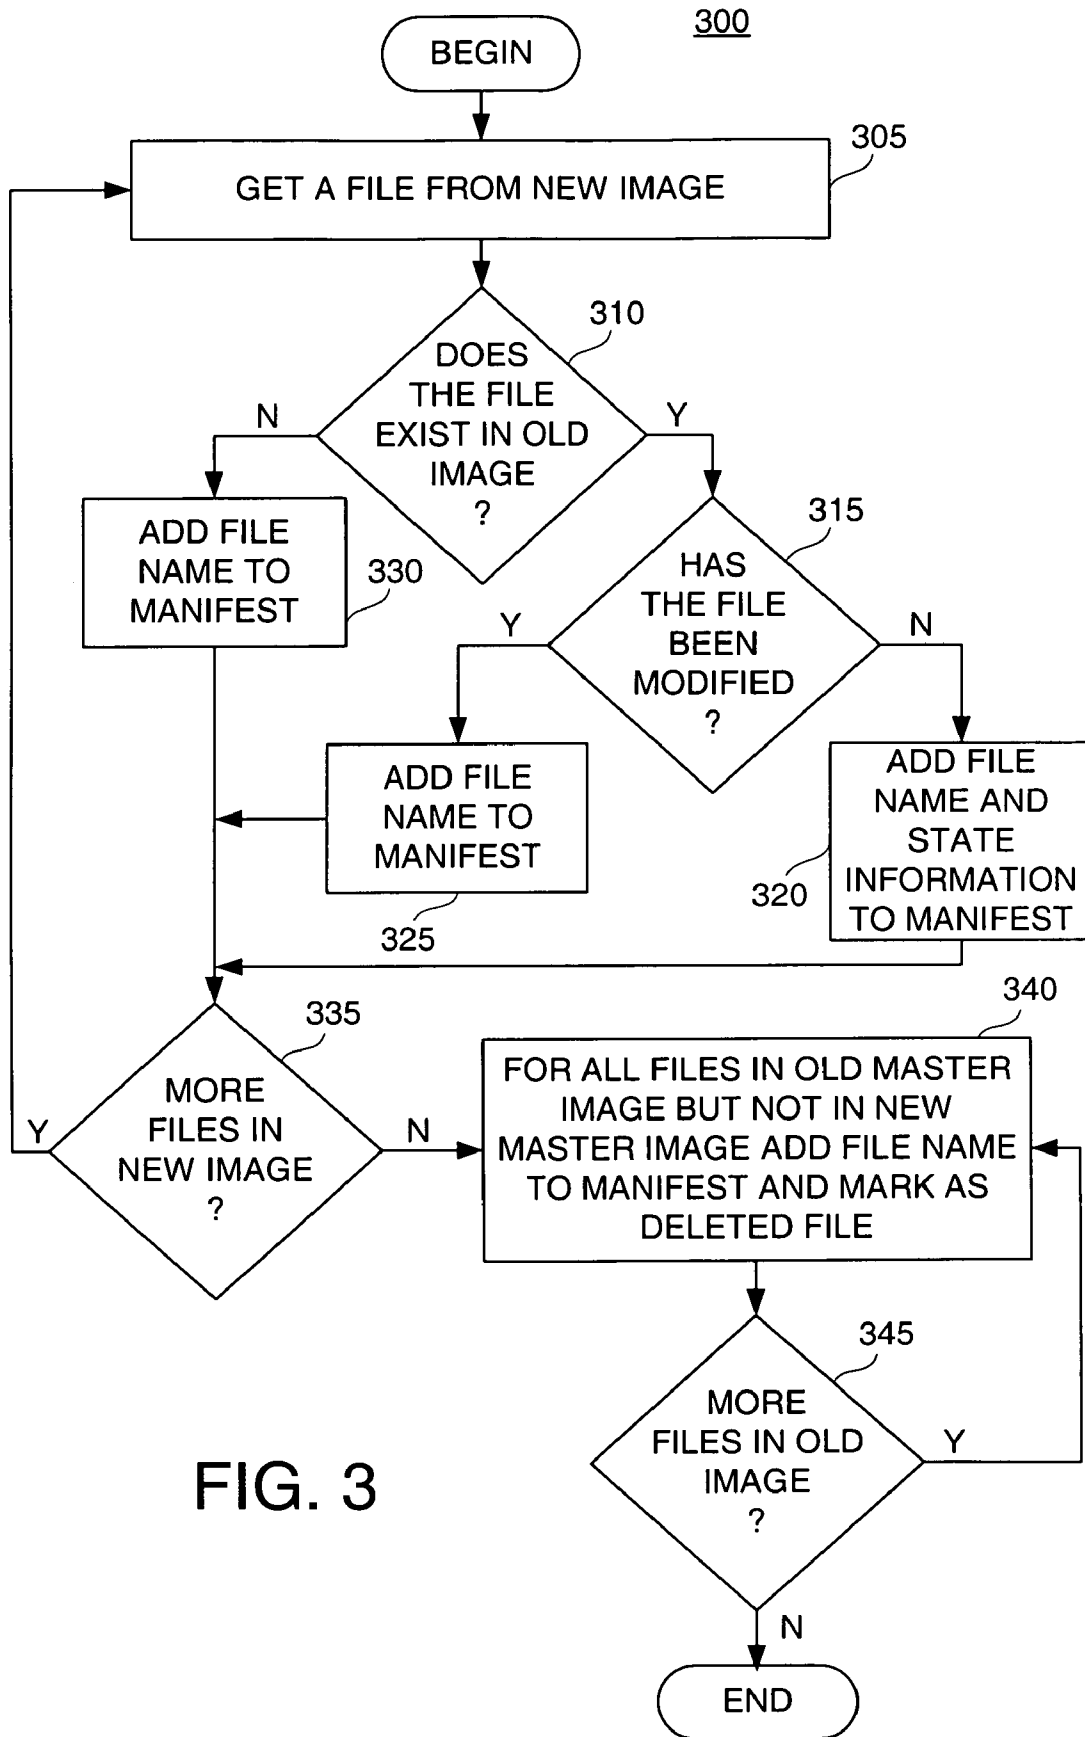 300
BEGIN
305
GET A FILE FROM NEW IMAGE
310
DOES
THE FILE
EXIST IN OLD
IMAGE
?
N
Y
ADD FILE
NAME TO
MANIFEST
330
315
HAS
THE FILE
BEEN
MODIFIED
?
Y
N
ADD FILE
NAME TO
MANIFEST
325
ADD FILE
NAME AND
STATE
INFORMATION
TO MANIFEST
320
335
MORE
FILES IN
NEW IMAGE
?
Y
N
340
FOR ALL FILES IN OLD MASTER
IMAGE BUT NOT IN NEW
MASTER IMAGE ADD FILE NAME
TO MANIFEST AND MARK AS
DELETED FILE
345
MORE
FILES IN OLD
IMAGE
?
Y
N
END
FIG. 3